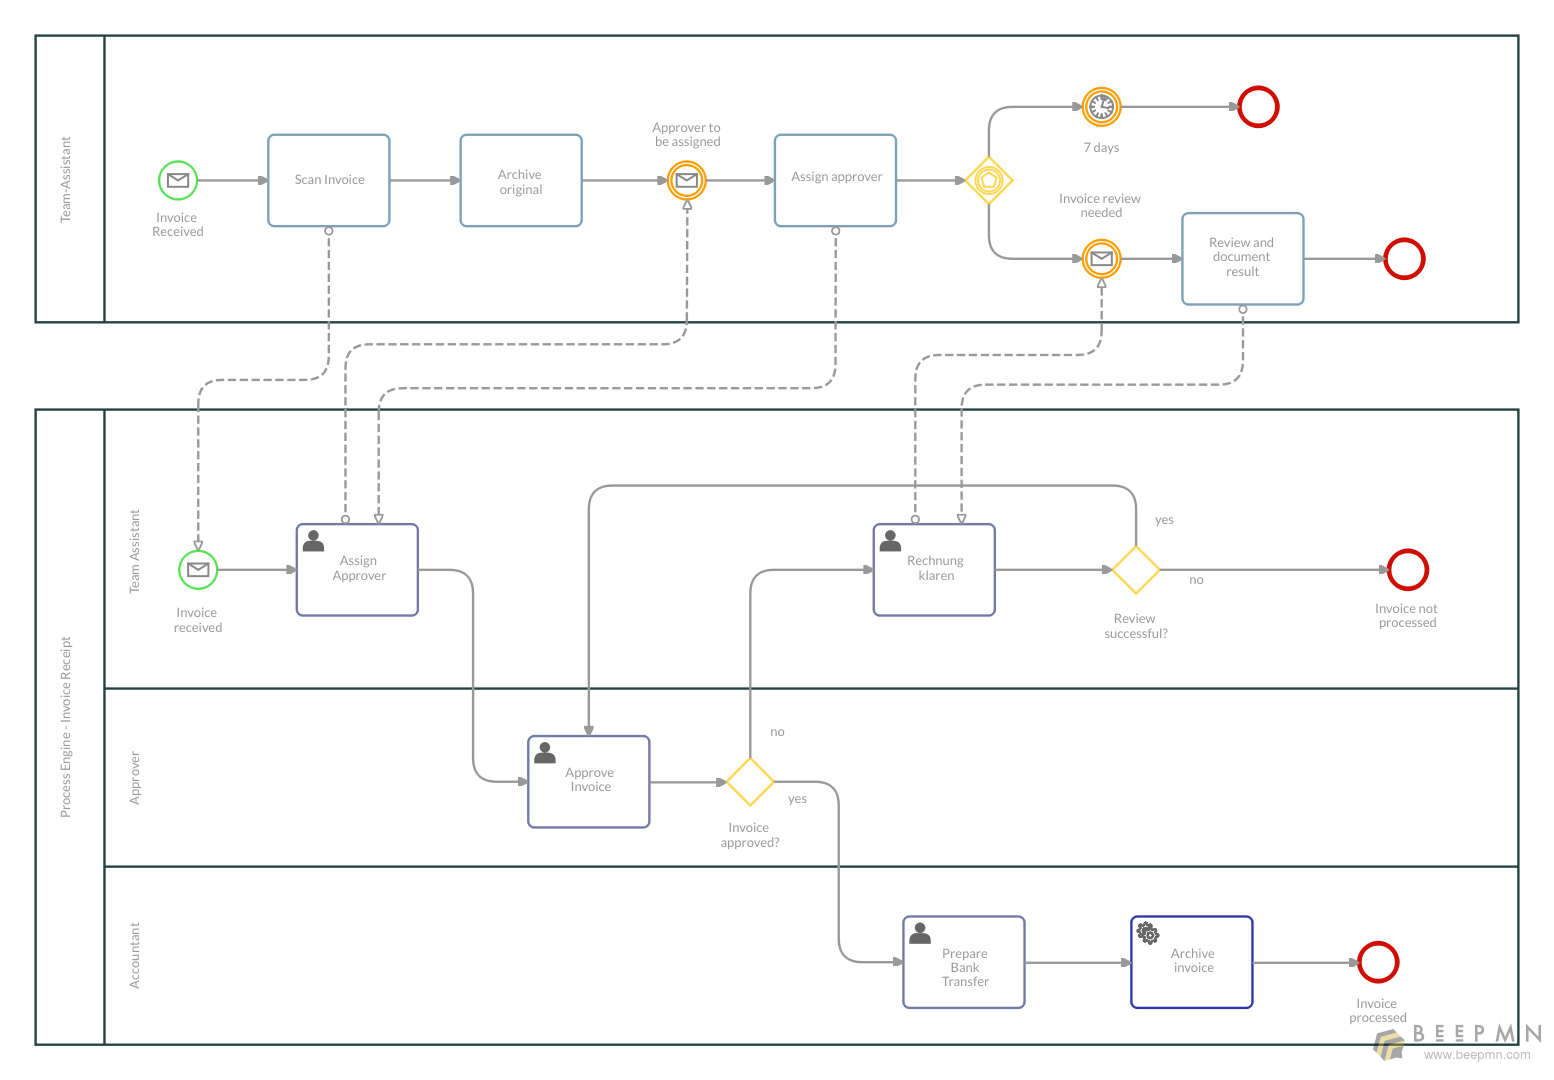 Team-Assistant
Invoice
Received
Scan Invoice
Archive
original
Approver to
be assigned
Assign approver
7 days
Invoice review
needed
Review and
document
result
Process Engine - Invoice Receipt
Team Assistant
Invoice
received
Assign
Approver
Rechnung
klaren
yes
no
Review
successful?
Invoice not
processed
Approver
Approve
Invoice
no
yes
Invoice
approved?
Accountant
Prepare
Bank
Transfer
Archive
invoice
Invoice
processed
BEEPMN
www.beepmn.com